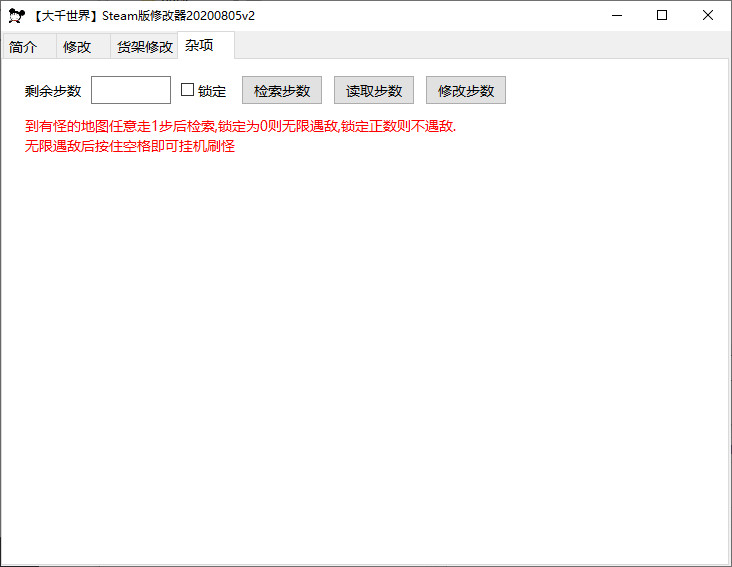 【大千世界】Steam版修改器20200805v2
简介 修改 货架修改 杂项
剩余步数 锁定 检索步数 读取步数 修改步数
到有怪的地图任意走1步后检索,锁定为0则无限遇敌,锁定正数则不遇敌.
无限遇敌后按住空格即可挂机刷怪